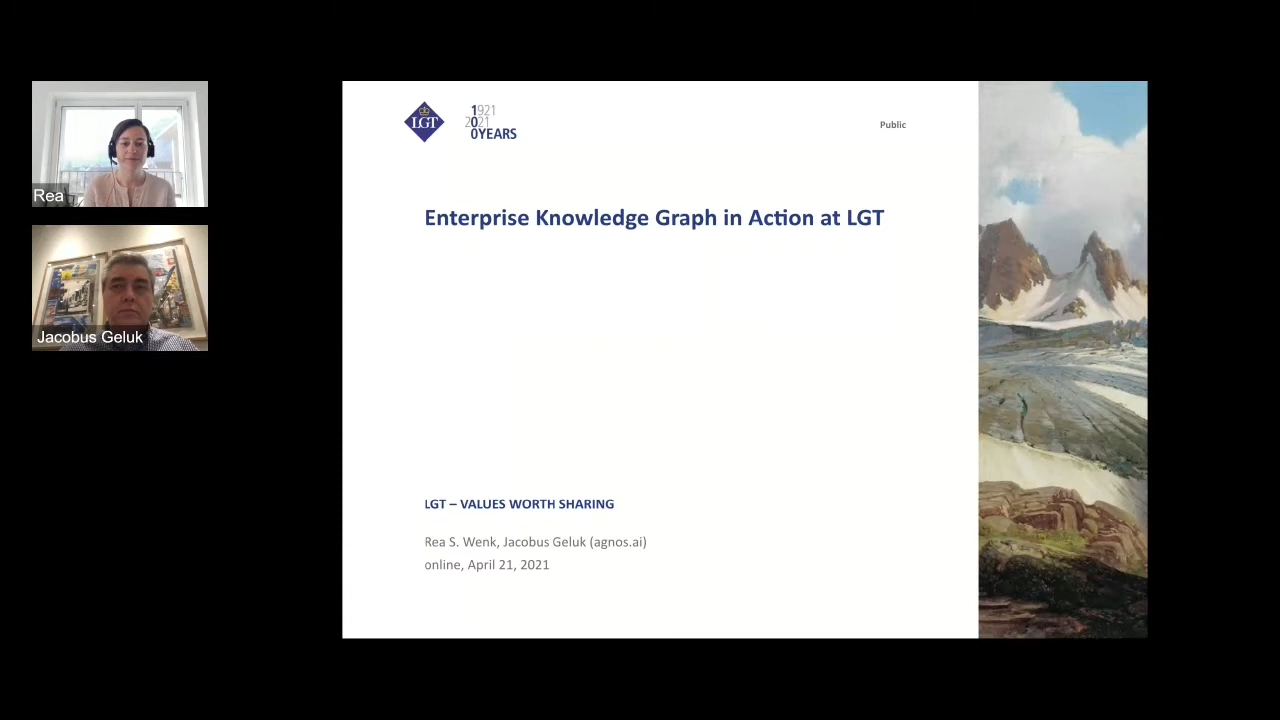 Rea
Jacobus Geluk
LGT
1921
2021
0YEARS
Public
Enterprise Knowledge Graph in Action at LGT
LGT – VALUES WORTH SHARING
Rea S. Wenk, Jacobus Geluk (agnos.ai)
online, April 21, 2021